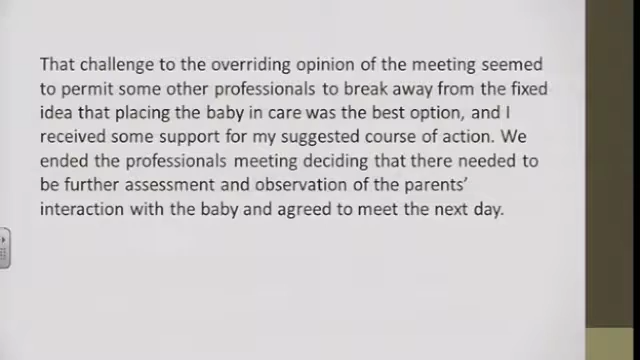 That challenge to the overriding opinion of the meeting seemed
to permit some other professionals to break away from the fixed
idea that placing the baby in care was the best option, and I
received some support for my suggested course of action. We
ended the professionals meeting deciding that there needed to
be further assessment and observation of the parents’
interaction with the baby and agreed to meet the next day.